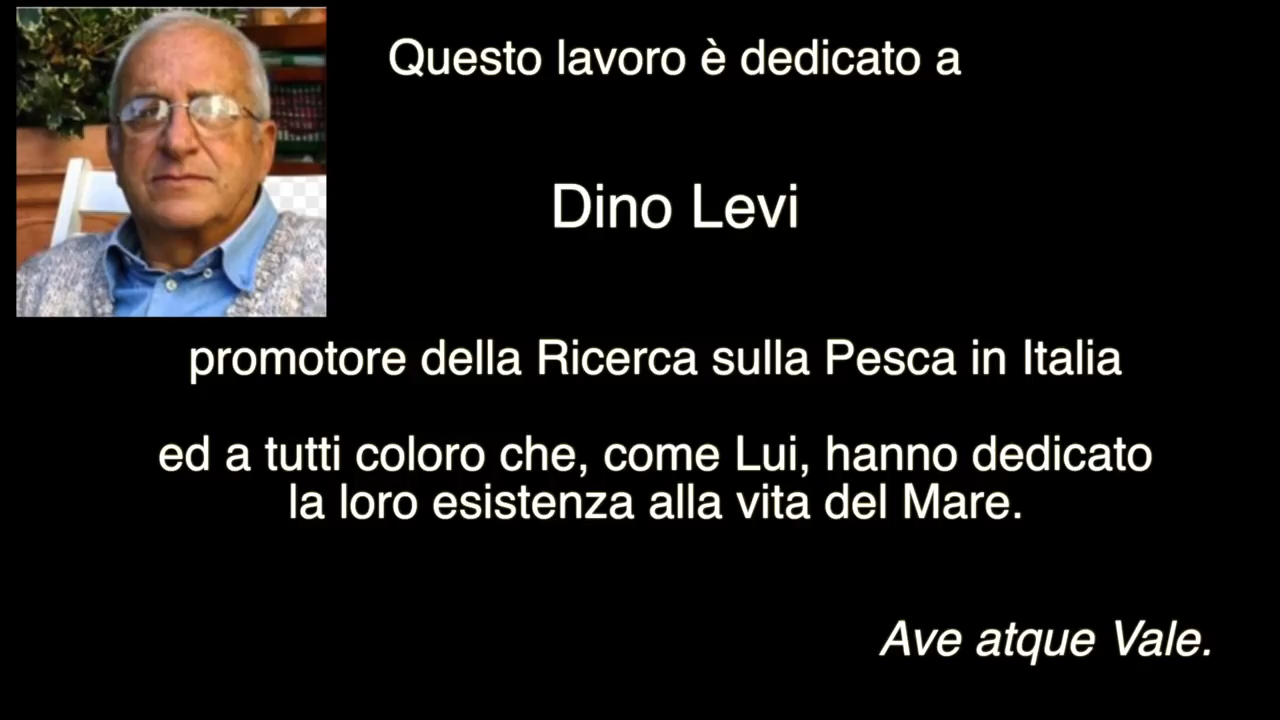 Questo lavoro è dedicato a
Dino Levi
promotore della Ricerca sulla Pesca in Italia
ed a tutti coloro che, come Lui, hanno dedicato
la loro esistenza alla vita del Mare.
Ave atque Vale.